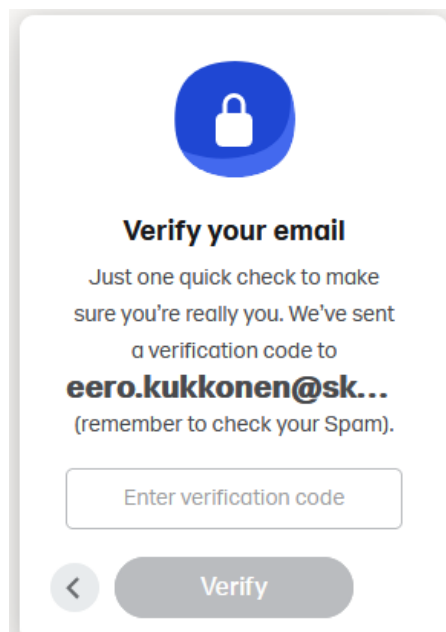 Verify your email
Just one quick check to make
sure you're really you. We've sent
a verification code to
eero.kukkonen@sk...
(remember to check your Spam).
Enter verification code
Verify